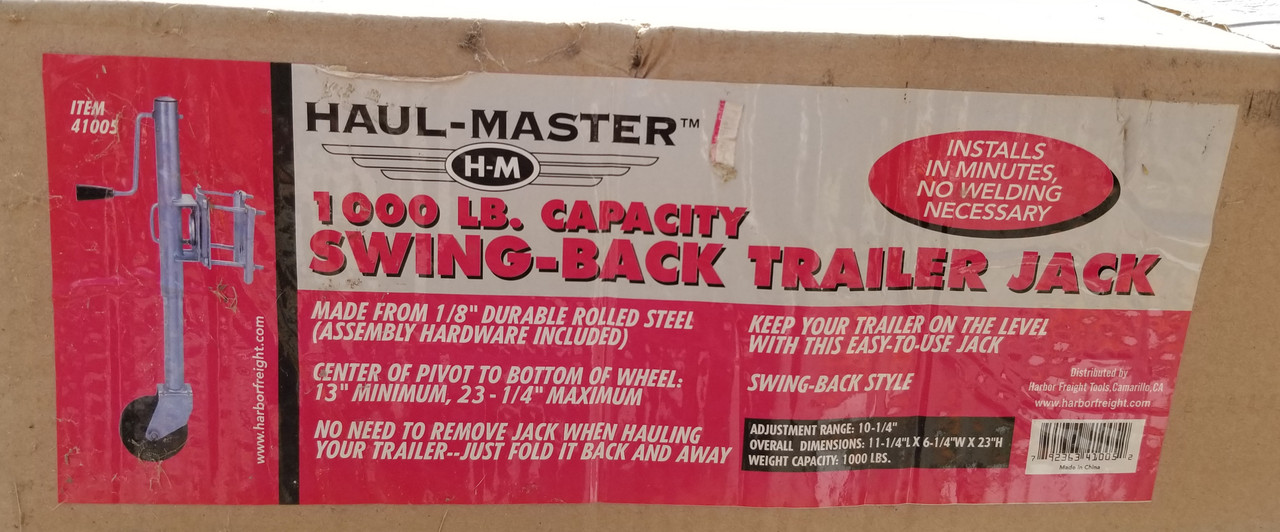 ITEM
41005
www.harborfreight.com
HAUL-MASTER™
H-M
1000 LB. CAPACITY
SWING-BACK TRAILER JACK
INSTALLS
IN MINUTES,
NO WELDING
NECESSARY
MADE FROM 1/8" DURABLE ROLLED STEEL
(ASSEMBLY HARDWARE INCLUDED)
CENTER OF PIVOT TO BOTTOM OF WHEEL:
13" MINIMUM, 23-1/4" MAXIMUM
NO NEED TO REMOVE JACK WHEN HAULING
YOUR TRAILER--JUST FOLD IT BACK AND AWAY
KEEP YOUR TRAILER ON THE LEVEL
WITH THIS EASY-TO-USE JACK
SWING-BACK STYLE
ADJUSTMENT RANGE: 10-1/4"
OVERALL DIMENSIONS: 11-1/4"L X 6-1/4"W X 23"H
WEIGHT CAPACITY: 1000 LBS.
Distributed by
Harbor Freight Tools, Camarillo, CA
www.harborfreight.com
7 92363 41005 2
Made in China